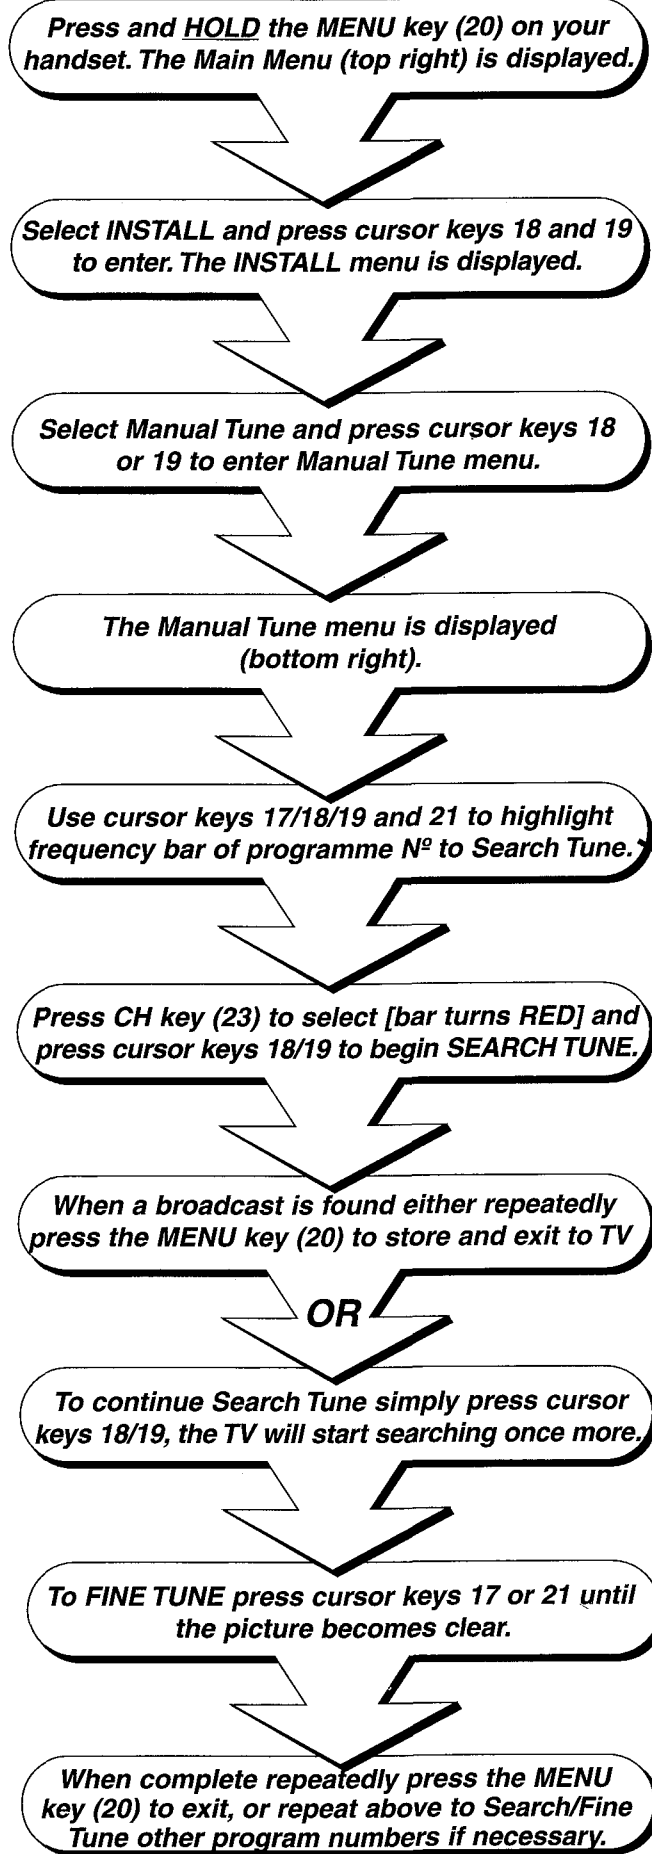 Press and HOLD the MENU key (20) on your
handset. The Main Menu (top right) is displayed.
Select INSTALL and press cursor keys 18 and 19
to enter. The INSTALL menu is displayed.
Select Manual Tune and press cursor keys 18
or 19 to enter Manual Tune menu.
The Manual Tune menu is displayed
(bottom right).
Use cursor keys 17/18/19 and 21 to highlight
frequency bar of programme Nº to Search Tune.
Press CH key (23) to select [bar turns RED] and
press cursor keys 18/19 to begin SEARCH TUNE.
When a broadcast is found either repeatedly
press the MENU key (20) to store and exit to TV
OR
To continue Search Tune simply press cursor
keys 18/19, the TV will start searching once more.
To FINE TUNE press cursor keys 17 or 21 until
the picture becomes clear.
When complete repeatedly press the MENU
key (20) to exit, or repeat above to Search/Fine
Tune other program numbers if necessary.